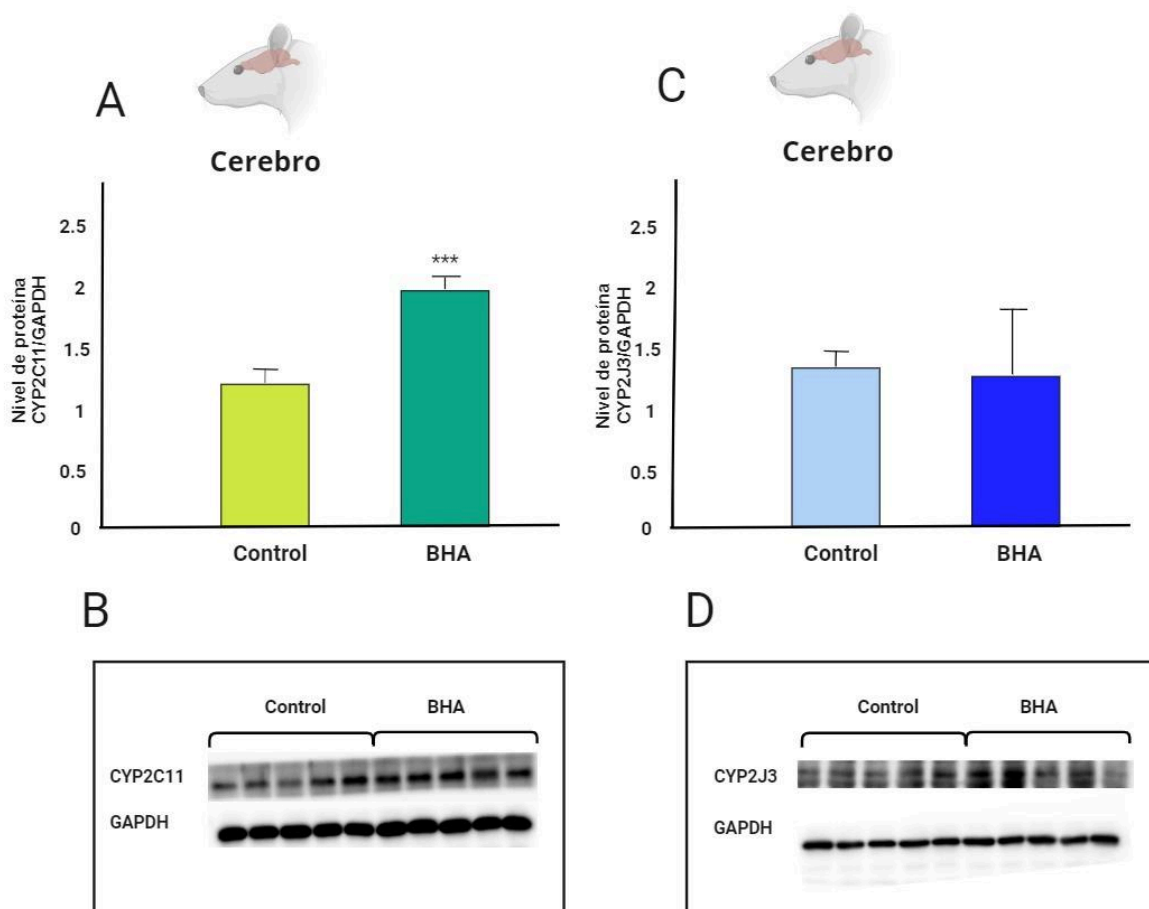 A
Cerebro
Nivel de proteína
CYP2C11/GAPDH
2.5
2
1.5
1
0.5
0
***
Control
BHA
C
Cerebro
Nivel de proteína
CYP2J3/GAPDH
2.5
2
1.5
1
0.5
0
Control
BHA
B
Control
BHA
CYP2C11
GAPDH
D
Control
BHA
CYP2J3
GAPDH